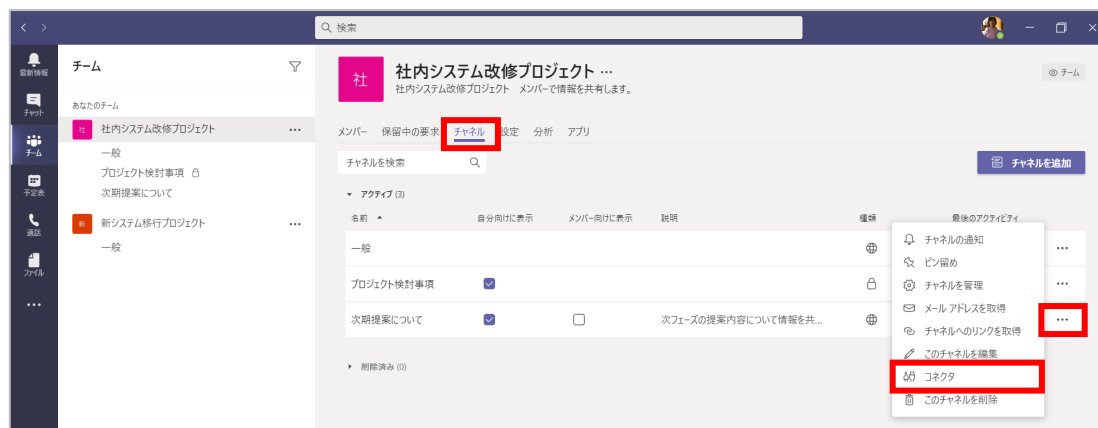 検索
最新情報
チャット
チーム
予定表
通話
ファイル
チーム
あなたのチーム
社 社内システム改修プロジェクト
一般
プロジェクト検討事項
次期提案について
新 新システム移行プロジェクト
一般
社 社内システム改修プロジェクト …
社内システム改修プロジェクト メンバーで情報を共有します。
チーム
メンバー 保留中の要求 チャネル 設定 分析 アプリ
チャネルを検索
チャネルを追加
アクティブ (3)
名前 自分向けに表示 メンバー向けに表示 説明 種類 最後のアクティビティ
一般
プロジェクト検討事項
次期提案について 次フェーズの提案内容について情報を共...
削除済み (0)
チャネルの通知
ピン留め
チャネルを管理
メール アドレスを取得
チャネルへのリンクを取得
このチャネルを編集
コネクタ
このチャネルを削除